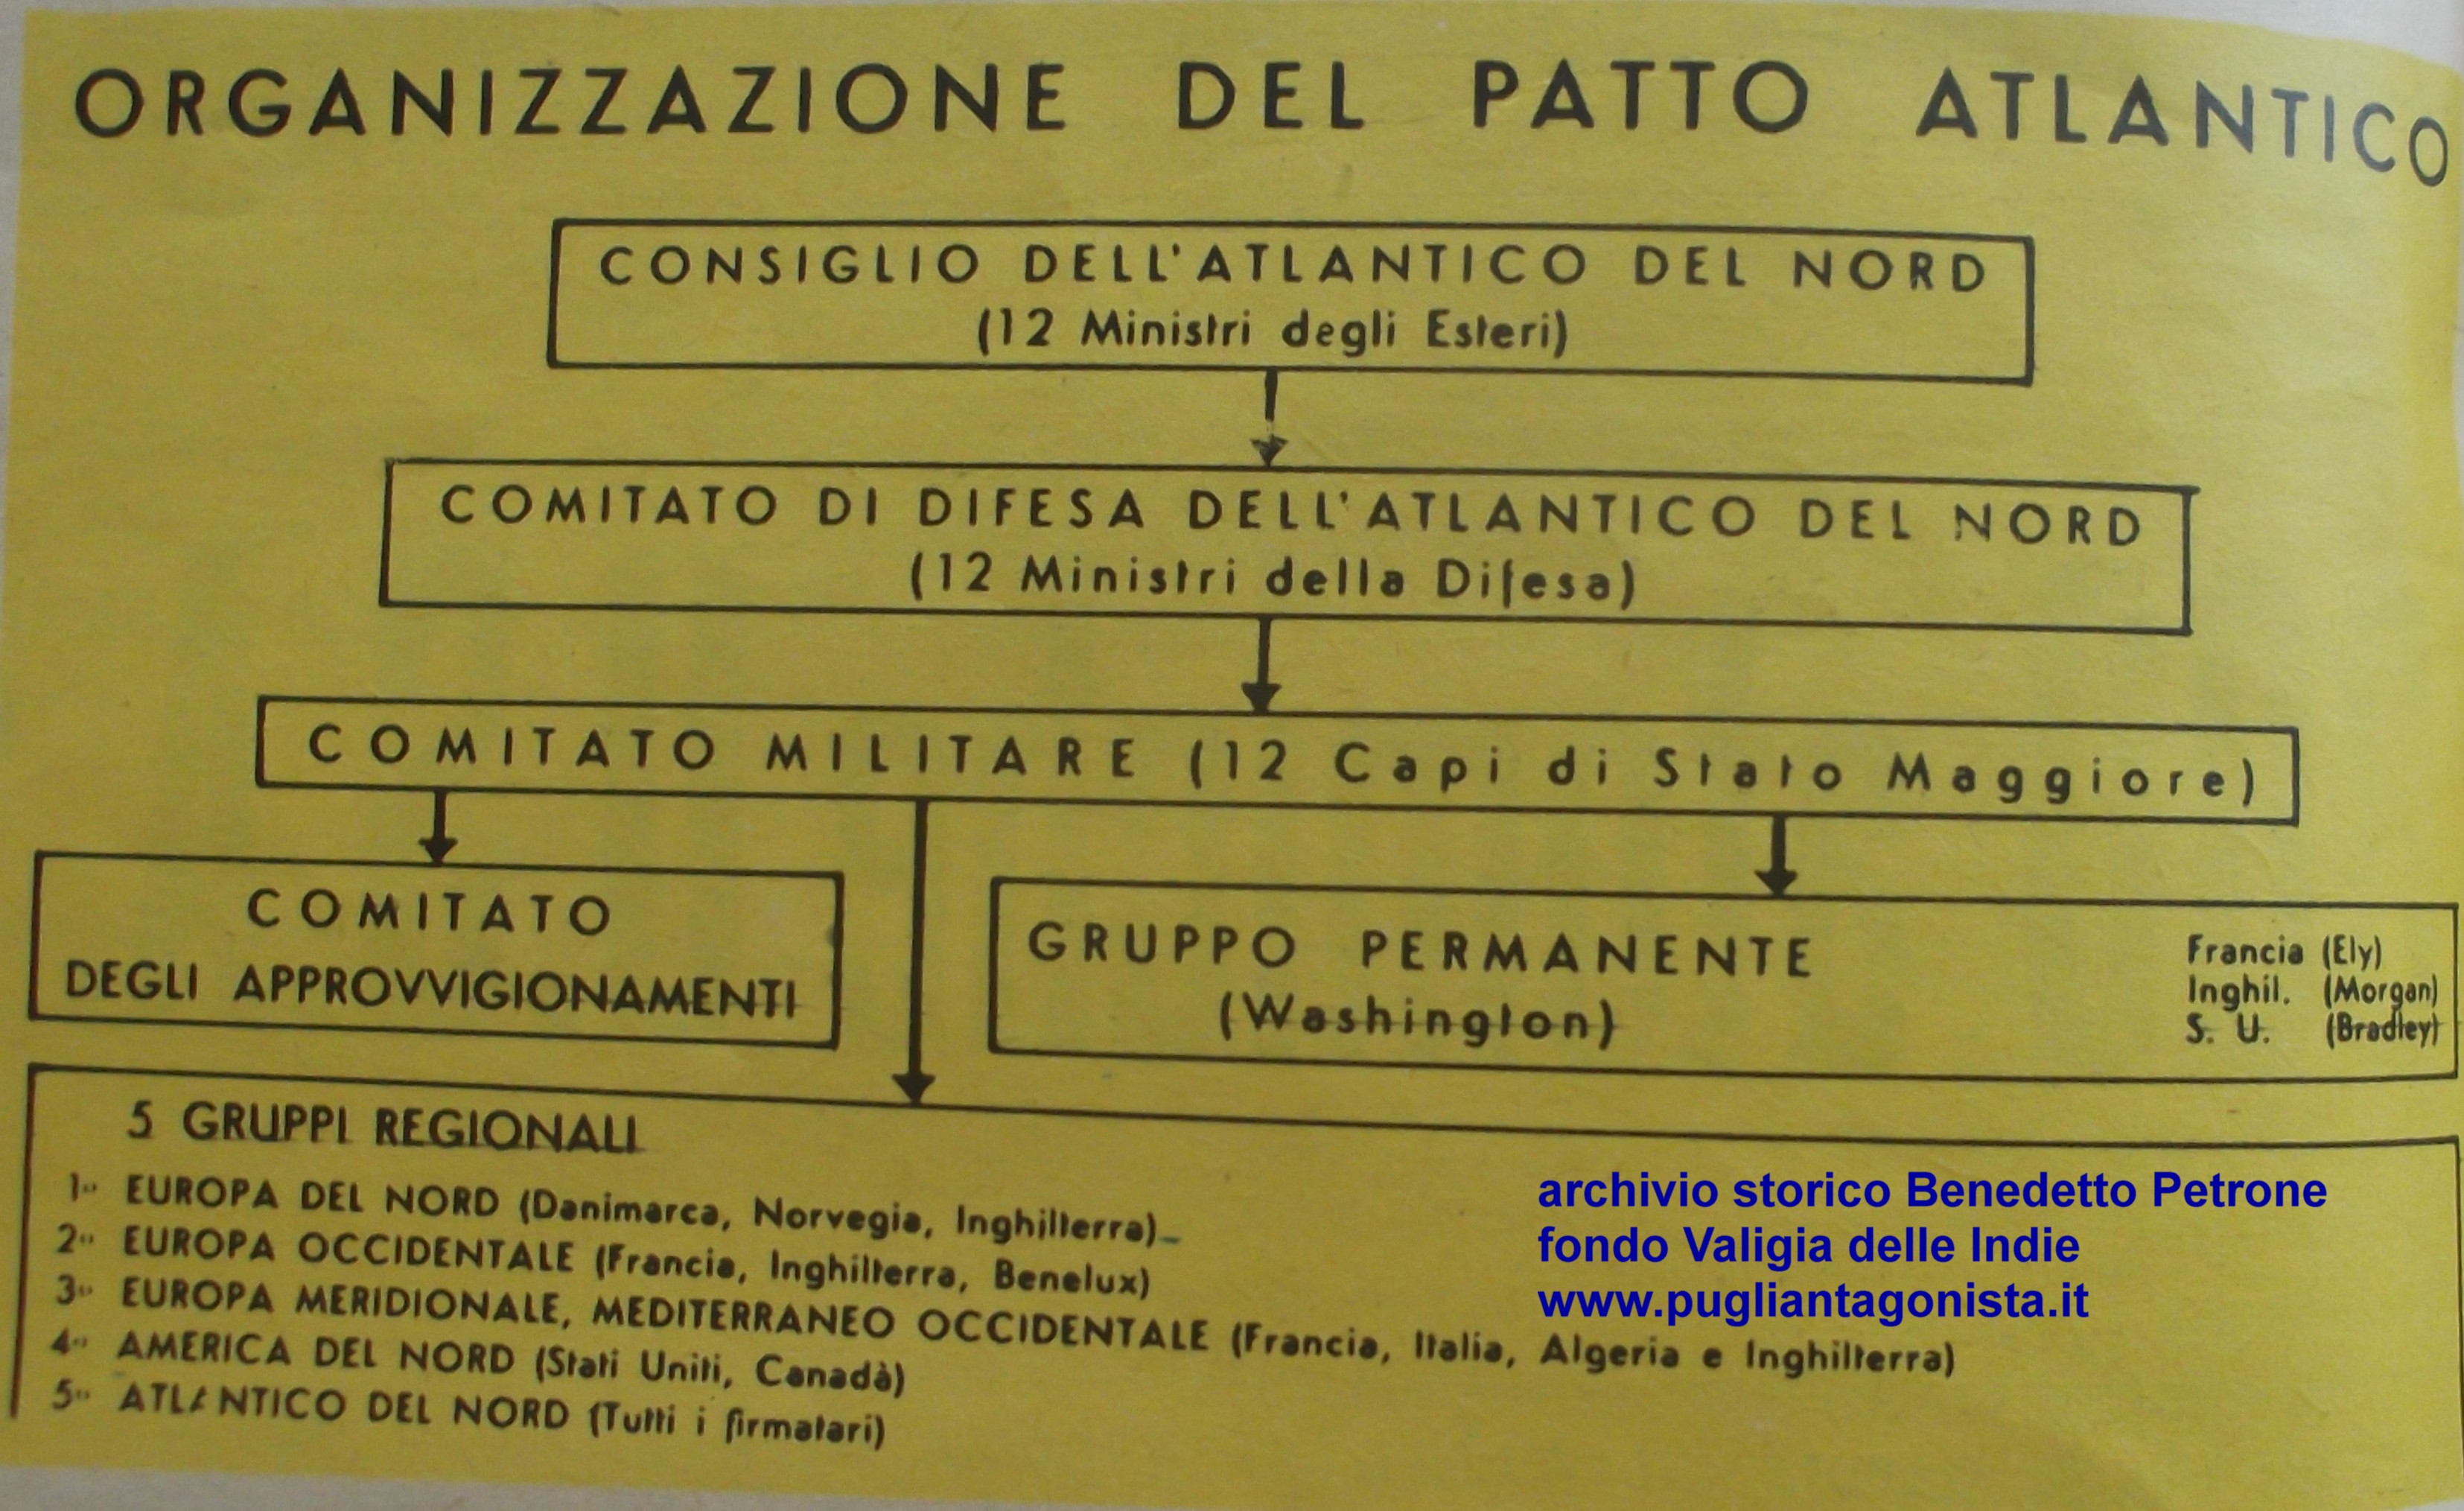 ORGANIZZAZIONE DEL PATTO ATLANTICO
CONSIGLIO DELL'ATLANTICO DEL NORD
(12 Ministri degli Esteri)
COMITATO DI DIFESA DELL'ATLANTICO DEL NORD
(12 Ministri della Difesa)
COMITATO MILITARE (12 Capi di Stato Maggiore)
COMITATO
DEGLI APPROVVIGIONAMENTI
GRUPPO PERMANENTE
(Washington)
Francia (Ely)
Inghil. (Morgan)
S. U. (Bradley)
5 GRUPPI REGIONALI
1° EUROPA DEL NORD (Danimarca, Norvegia, Inghilterra)
2° EUROPA OCCIDENTALE (Francia, Inghilterra, Benelux)
3° EUROPA MERIDIONALE, MEDITERRANEO OCCIDENTALE (Francia, Italia, Algeria e Inghilterra)
4° AMERICA DEL NORD (Stati Uniti, Canadà)
5° ATLANTICO DEL NORD (Tutti i firmatari)
archivio storico Benedetto Petrone
fondo Valigia delle Indie
www.pugliantagonista.it